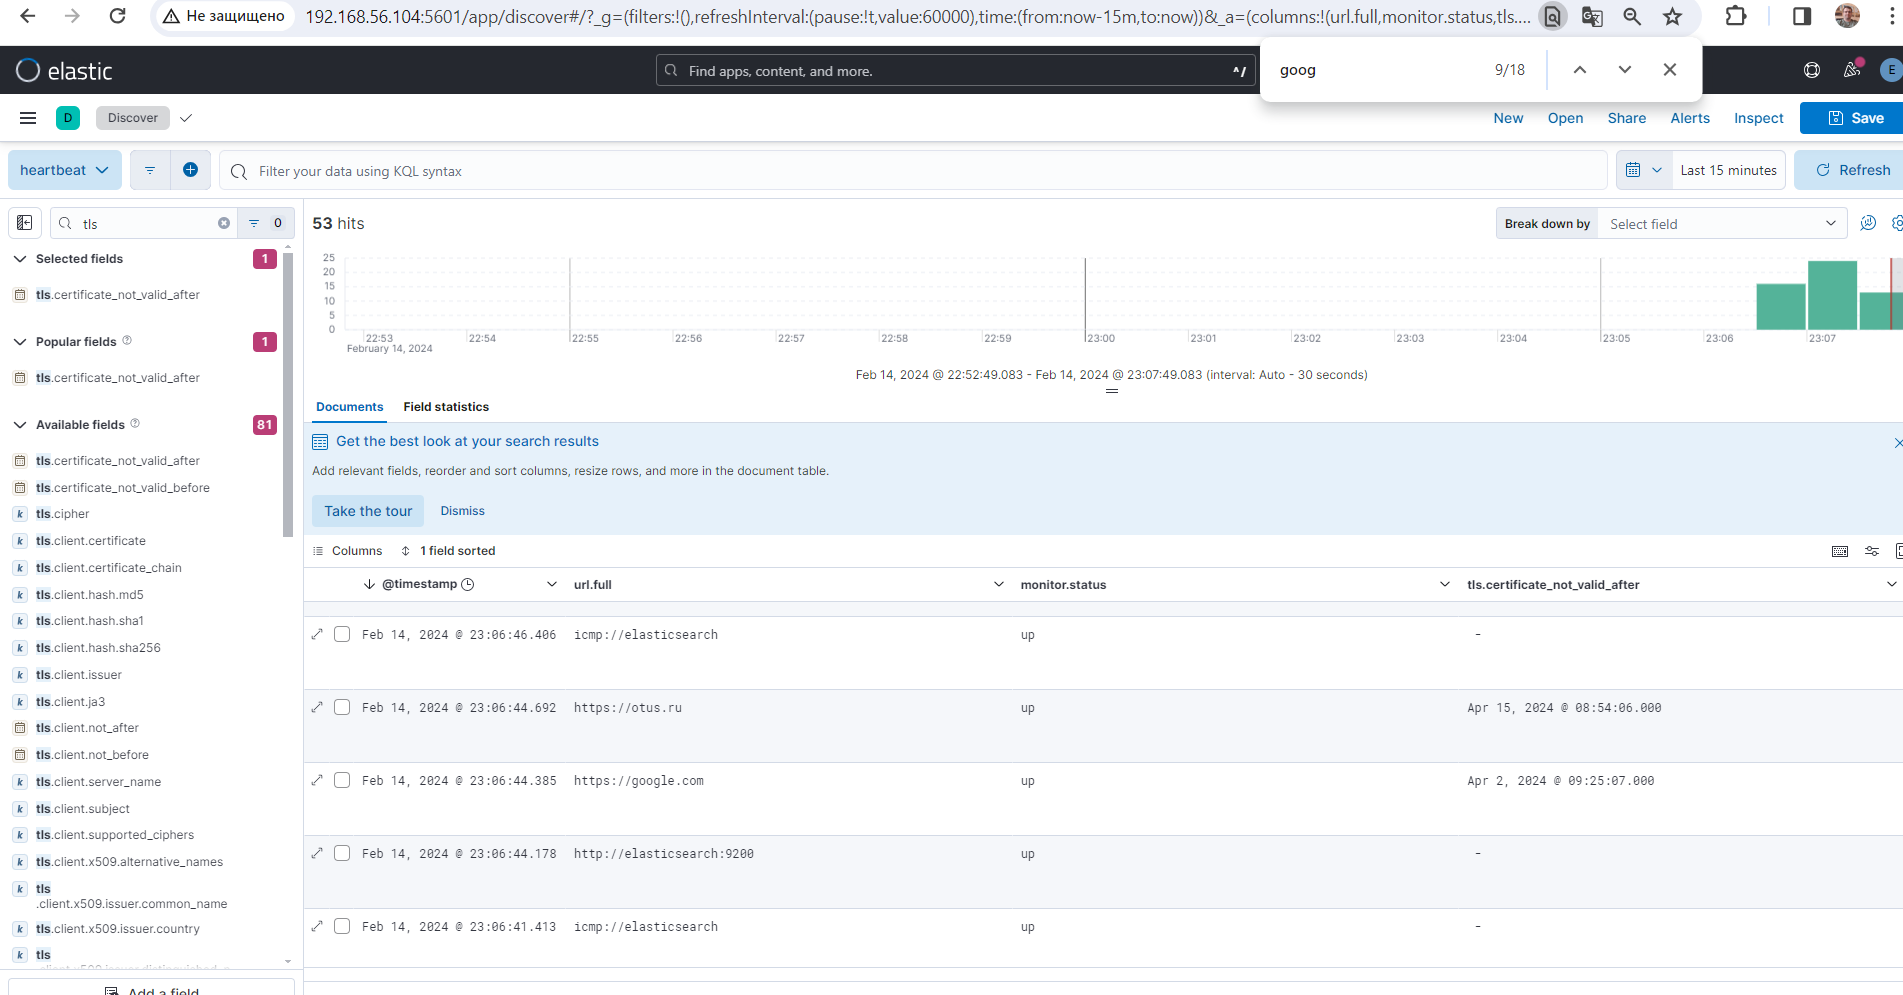 Не защищено
192.168.56.104:5601/app/discover#/?_g=(filters:!(),refreshInterval:(pause:!t,value:60000),time:(from:now-15m,to:now))&_a=(columns:!(url.full,monitor.status,tls....
goog 9/18
elastic
Find apps, content, and more. ^/
E
D Discover
New Open Share Alerts Inspect Save
heartbeat
Filter your data using KQL syntax
Last 15 minutes Refresh
tls 0
53 hits
Break down by Select field
Selected fields 1
tls.certificate_not_valid_after
Popular fields 1
tls.certificate_not_valid_after
Available fields 81
tls.certificate_not_valid_after
tls.certificate_not_valid_before
k tls.cipher
k tls.client.certificate
k tls.client.certificate_chain
k tls.client.hash.md5
k tls.client.hash.sha1
k tls.client.hash.sha256
k tls.client.issuer
k tls.client.ja3
tls.client.not_after
tls.client.not_before
k tls.client.server_name
k tls.client.subject
k tls.client.supported_ciphers
k tls.client.x509.alternative_names
k tls
.client.x509.issuer.common_name
k tls.client.x509.issuer.country
k tls
Add a field
25
20
15
10
5
0
22:53 22:54 22:55 22:56 22:57 22:58 22:59 23:00 23:01 23:02 23:03 23:04 23:05 23:06 23:07
February 14, 2024
Feb 14, 2024 @ 22:52:49.083 - Feb 14, 2024 @ 23:07:49.083 (interval: Auto - 30 seconds)
Documents Field statistics
Get the best look at your search results
Add relevant fields, reorder and sort columns, resize rows, and more in the document table.
Take the tour Dismiss
Columns 1 field sorted
@timestamp url.full monitor.status tls.certificate_not_valid_after
Feb 14, 2024 @ 23:06:46.406 icmp://elasticsearch up -
Feb 14, 2024 @ 23:06:44.692 https://otus.ru up Apr 15, 2024 @ 08:54:06.000
Feb 14, 2024 @ 23:06:44.385 https://google.com up Apr 2, 2024 @ 09:25:07.000
Feb 14, 2024 @ 23:06:44.178 http://elasticsearch:9200 up -
Feb 14, 2024 @ 23:06:41.413 icmp://elasticsearch up -